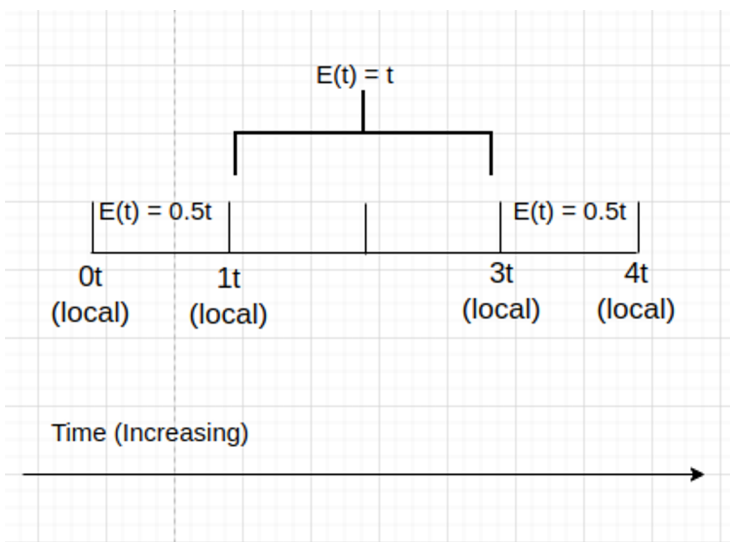 E(t) = t
E(t) = 0.5t
E(t) = 0.5t
0t
(local)
1t
(local)
3t
(local)
4t
(local)
Time (Increasing)